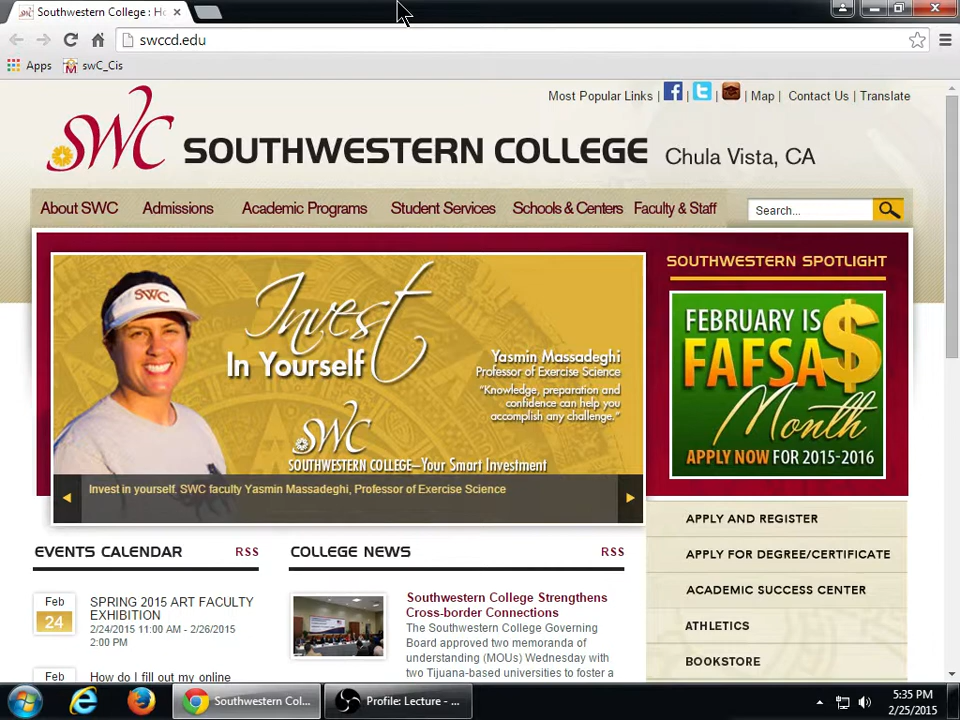 Southwestern College : Ho
swccd.edu
Apps
swC_Cis
Most Popular Links | | | | Map | Contact Us | Translate
SWC
SOUTHWESTERN COLLEGE Chula Vista, CA
About SWC Admissions Academic Programs Student Services Schools & Centers Faculty & Staff
Search...
SWC
Invest
In Yourself
Yasmin Massadeghi
Professor of Exercise Science
“Knowledge, preparation and
confidence can help you
accomplish any challenge.”
SWC
SOUTHWESTERN COLLEGE—Your Smart Investment
Invest in yourself. SWC faculty Yasmin Massadeghi, Professor of Exercise Science
SOUTHWESTERN SPOTLIGHT
FEBRUARY IS
FAFSA $
Month
APPLY NOW FOR 2015-2016
EVENTS CALENDAR RSS
Feb
24
SPRING 2015 ART FACULTY
EXHIBITION
2/24/2015 11:00 AM - 2/26/2015
2:00 PM
Feb
How do I fill out my online
COLLEGE NEWS RSS
Southwestern College Strengthens
Cross-border Connections
The Southwestern College Governing
Board approved two memoranda of
understanding (MOUs) Wednesday with
two Tijuana-based universities to foster a
APPLY AND REGISTER
APPLY FOR DEGREE/CERTIFICATE
ACADEMIC SUCCESS CENTER
ATHLETICS
BOOKSTORE
Southwestern Col...
Profile: Lecture - ...
5:35 PM
2/25/2015